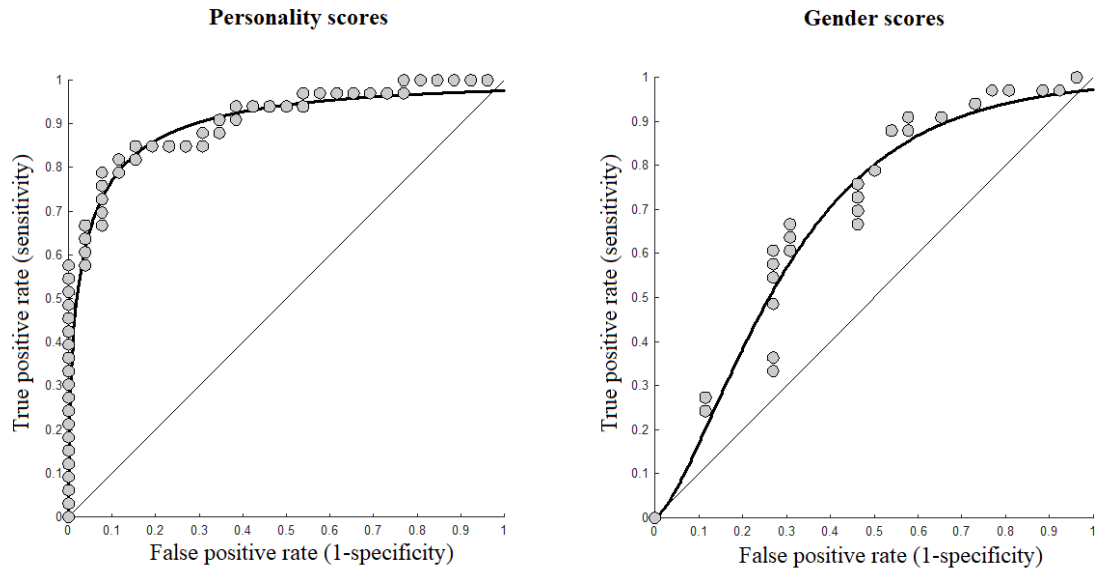 Personality scores
True positive rate (sensitivity)
1
0.9
0.8
0.7
0.6
0.5
0.4
0.3
0.2
0.1
0
0 0.1 0.2 0.3 0.4 0.5 0.6 0.7 0.8 0.9 1
False positive rate (1-specificity)
Gender scores
True positive rate (sensitivity)
1
0.9
0.8
0.7
0.6
0.5
0.4
0.3
0.2
0.1
0
0 0.1 0.2 0.3 0.4 0.5 0.6 0.7 0.8 0.9 1
False positive rate (1-specificity)